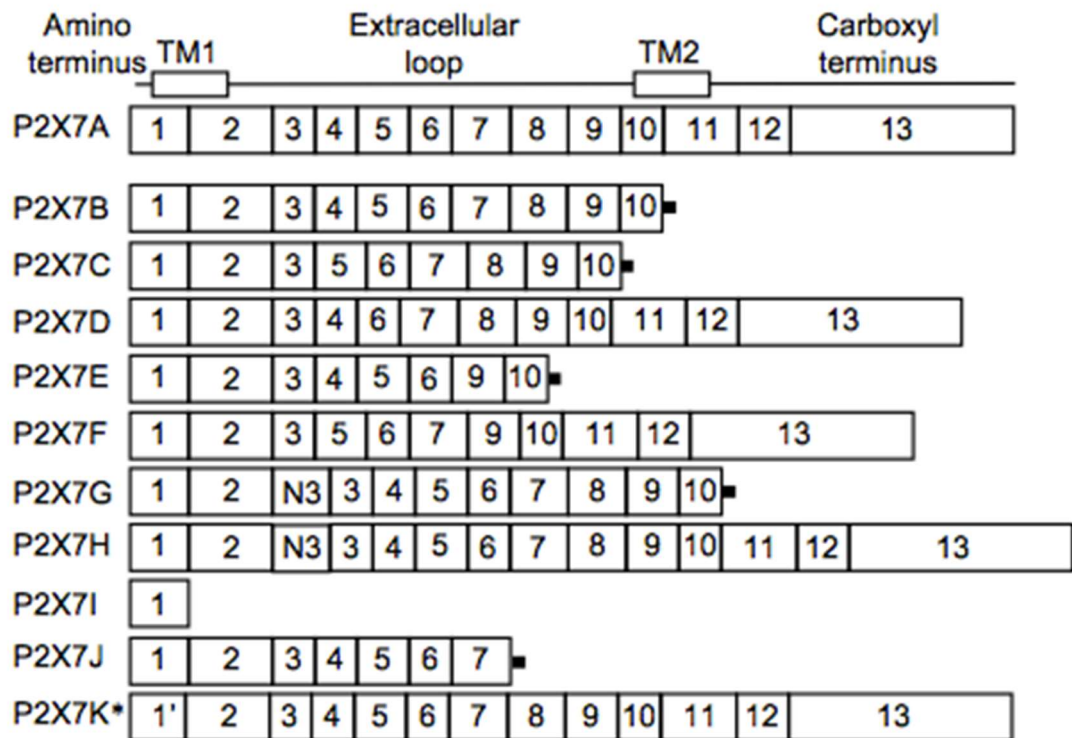 Amino Extracellular Carboxyl
terminus TM1 loop TM2 terminus
P2X7A 1 2 3 4 5 6 7 8 9 10 11 12 13
P2X7B 1 2 3 4 5 6 7 8 9 10
P2X7C 1 2 3 5 6 7 8 9 10
P2X7D 1 2 3 4 6 7 8 9 10 11 12 13
P2X7E 1 2 3 4 5 6 9 10
P2X7F 1 2 3 5 6 7 9 10 11 12 13
P2X7G 1 2 N3 3 4 5 6 7 8 9 10
P2X7H 1 2 N3 3 4 5 6 7 8 9 10 11 12 13
P2X7I 1
P2X7J 1 2 3 4 5 6 7
P2X7K* 1' 2 3 4 5 6 7 8 9 10 11 12 13